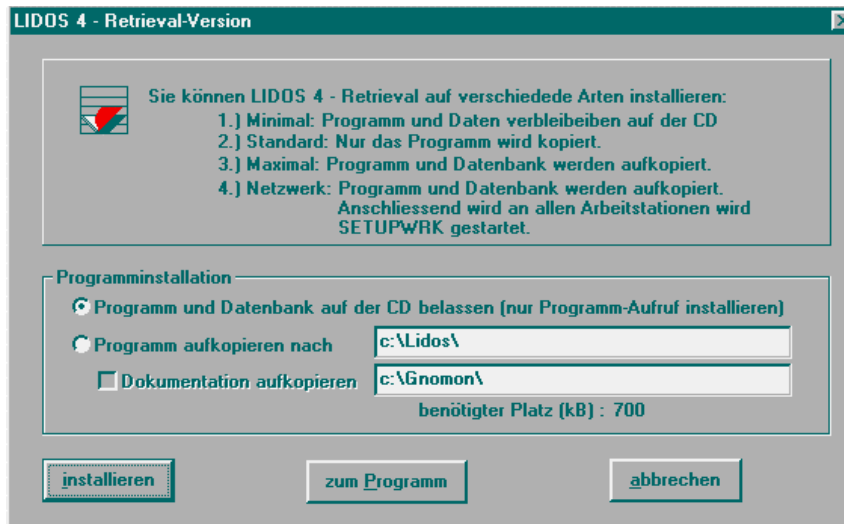 LIDOS 4 - Retrieval-Version
Sie können LIDOS 4 - Retrieval auf verschiedede Arten installieren:
1.) Minimal: Programm und Daten verbleibeiben auf der CD
2.) Standard: Nur das Programm wird kopiert.
3.) Maximal: Programm und Datenbank werden aufkopiert.
4.) Netzwerk: Programm und Datenbank werden aufkopiert.
Anschliessend wird an allen Arbeitstationen wird
SETUPWRK gestartet.
Programminstallation
Programm und Datenbank auf der CD belassen (nur Programm-Aufruf installieren)
Programm aufkopieren nach c:\Lidos\
Dokumentation aufkopieren c:\Gnomon\
benötigter Platz (kB) : 700
installieren zum Programm abbrechen